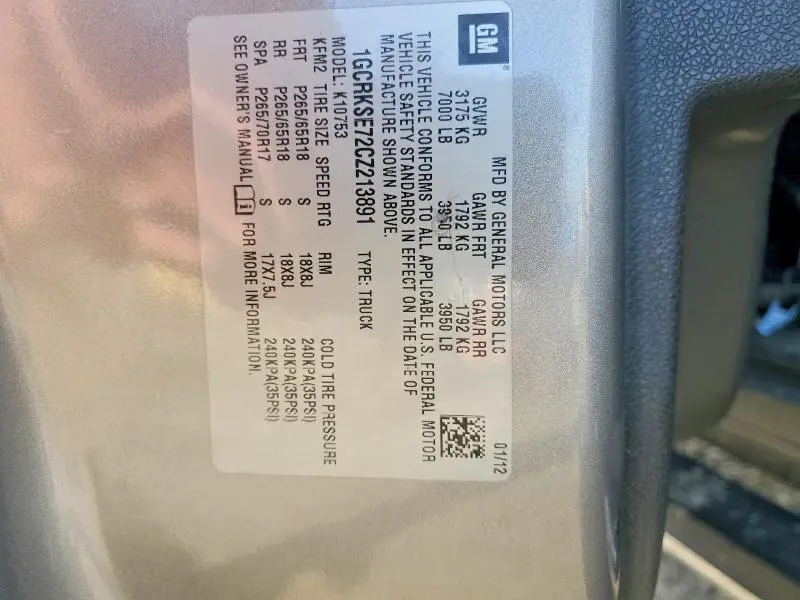 GM
MFD BY GENERAL MOTORS LLC 01/12
GVWR GAWR FRT GAWR RR
3175 KG 1792 KG 1792 KG
7000 LB 3950 LB 3950 LB
THIS VEHICLE CONFORMS TO ALL APPLICABLE U.S. FEDERAL MOTOR
VEHICLE SAFETY STANDARDS IN EFFECT ON THE DATE OF
MANUFACTURE SHOWN ABOVE.
1GCRKSE72CZ213891 TYPE: TRUCK
MODEL: K10753
KFM2 TIRE SIZE SPEED RTG RIM COLD TIRE PRESSURE
FRT P265/65R18 S 18X8J 240KPA(35PSI)
RR P265/65R18 S 18X8J 240KPA(35PSI)
SPA P265/70R17 S 17X7.5J 240KPA(35PSI)
SEE OWNER'S MANUAL FOR MORE INFORMATION.